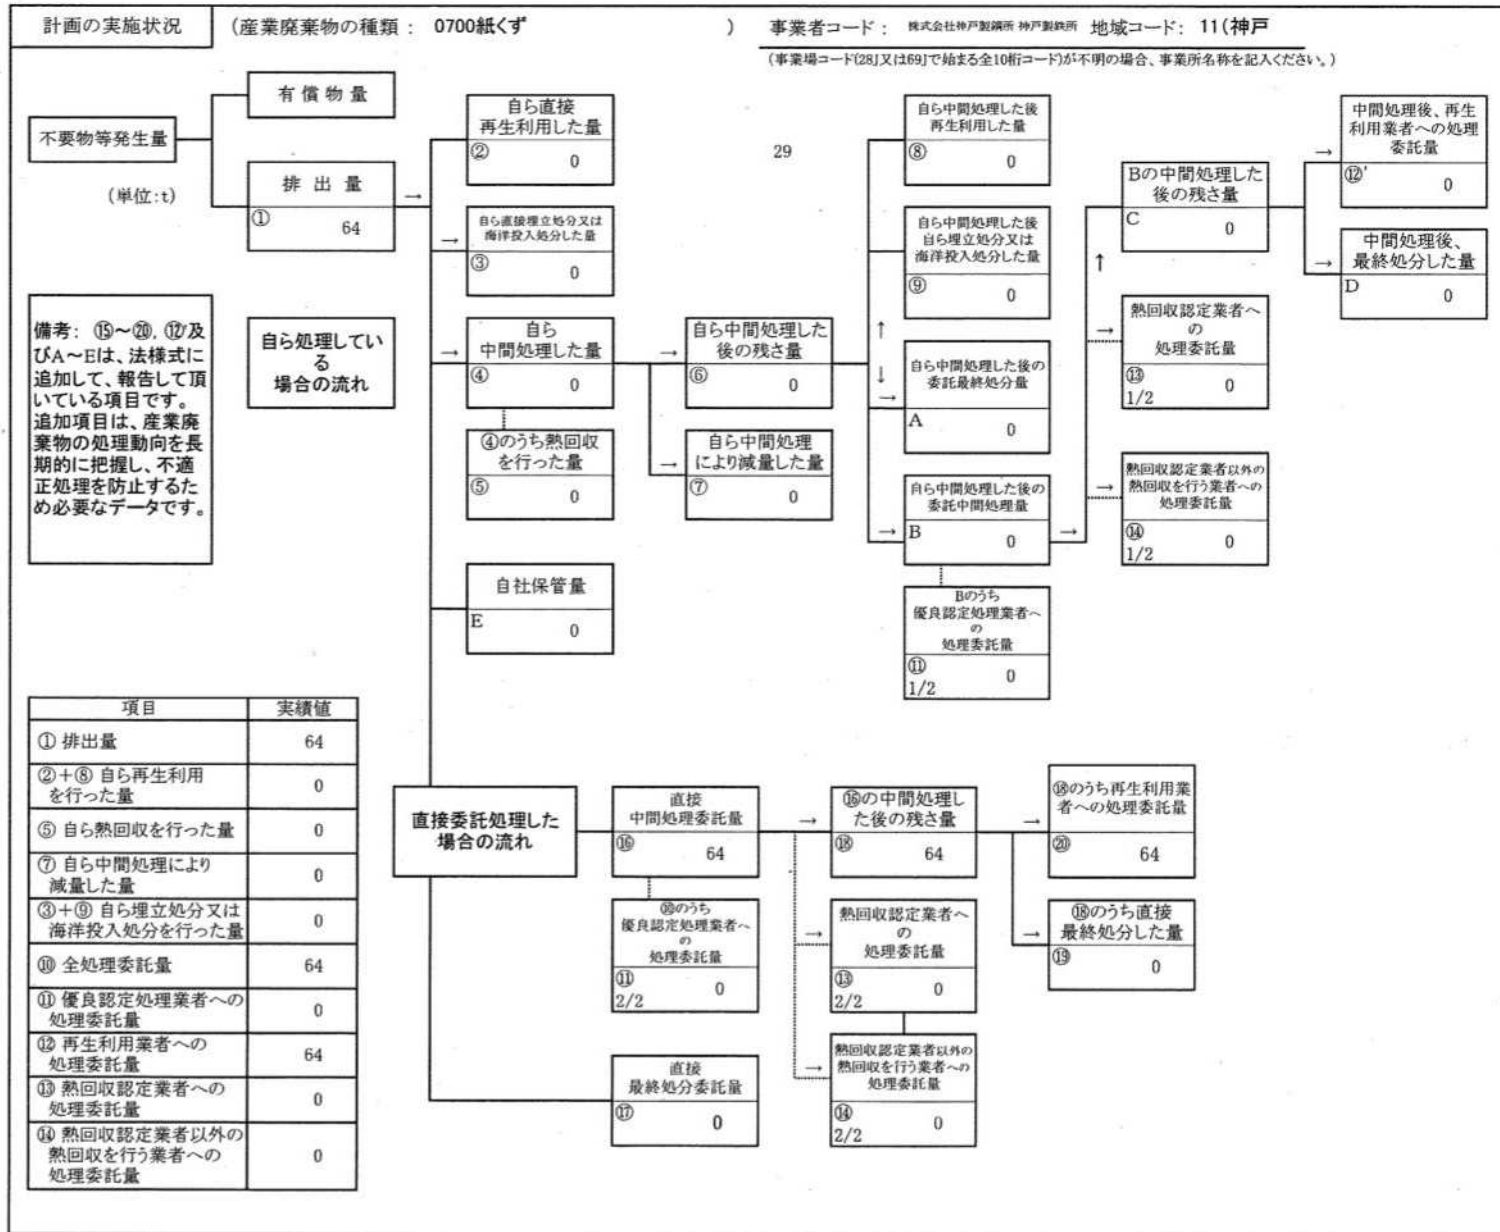 計画の実施状況
(産業廃棄物の種類： 0700紙くず )
事業者コード： 株式会社神戸製鋼所 神戸製鉄所 地域コード： 11(神戸
(事業場コード(28｣又は69｣で始まる全10桁コード)が不明の場合、事業所名称を記入ください。)
不要物等発生量
(単位:t)
有償物量
排出量
① 64
→
自ら直接
再生利用した量
② 0
→
自ら直接埋立処分又は
海洋投入処分した量
③ 0
→
自ら
中間処理した量
④ 0
④のうち熱回収
を行った量
⑤ 0
自社保管量
E 0
→
自ら中間処理した
後の残さ量
⑥ 0
→
自ら中間処理
により減量した量
⑦ 0
29
自ら中間処理した後
再生利用した量
⑧ 0
自ら中間処理した後
自ら埋立処分又は
海洋投入処分した量
⑨ 0
↑
↓
→
自ら中間処理した後の
委託最終処分量
A 0
→
自ら中間処理した後の
委託中間処理量
B 0
→
Bのうち
優良認定処理業者へ
の
処理委託量
⑪ 0
1/2
↑
Bの中間処理した
後の残さ量
C 0
→
熱回収認定業者へ
の
処理委託量
⑬ 0
1/2
→
熱回収認定業者以外の
熱回収を行う業者への
処理委託量
⑭ 0
1/2
→
中間処理後、再生
利用業者への処理
委託量
⑫' 0
→
中間処理後、
最終処分した量
D 0
備考： ⑮～⑳, ⑫'及
びA～Eは、法様式に
追加して、報告して頂
いている項目です。
追加項目は、産業廃
棄物の処理動向を長
期的に把握し、不適
正処理を防止するた
め必要なデータです。
自ら処理してい
る
場合の流れ
項目 実績値
① 排出量 64
②+⑧ 自ら再生利用
を行った量 0
⑤ 自ら熱回収を行った量 0
⑦ 自ら中間処理により
減量した量 0
③+⑨ 自ら埋立処分又は
海洋投入処分を行った量 0
⑩ 全処理委託量 64
⑪ 優良認定処理業者への
処理委託量 0
⑫ 再生利用業者への
処理委託量 64
⑬ 熱回収認定業者への
処理委託量 0
⑭ 熱回収認定業者以外の
熱回収を行う業者への
処理委託量 0
直接委託処理した
場合の流れ
直接
中間処理委託量
⑯ 64
⑯のうち
優良認定処理業者へ
の
処理委託量
⑪ 0
2/2
直接
最終処分委託量
⑰ 0
→
⑯の中間処理し
た後の残さ量
⑱ 64
→
熱回収認定業者へ
の
処理委託量
⑬ 0
2/2
→
熱回収認定業者以外の
熱回収を行う業者への
処理委託量
⑭ 0
2/2
→
⑱のうち再生利用業
者への処理委託量
⑳ 64
→
⑱のうち直接
最終処分した量
⑲ 0